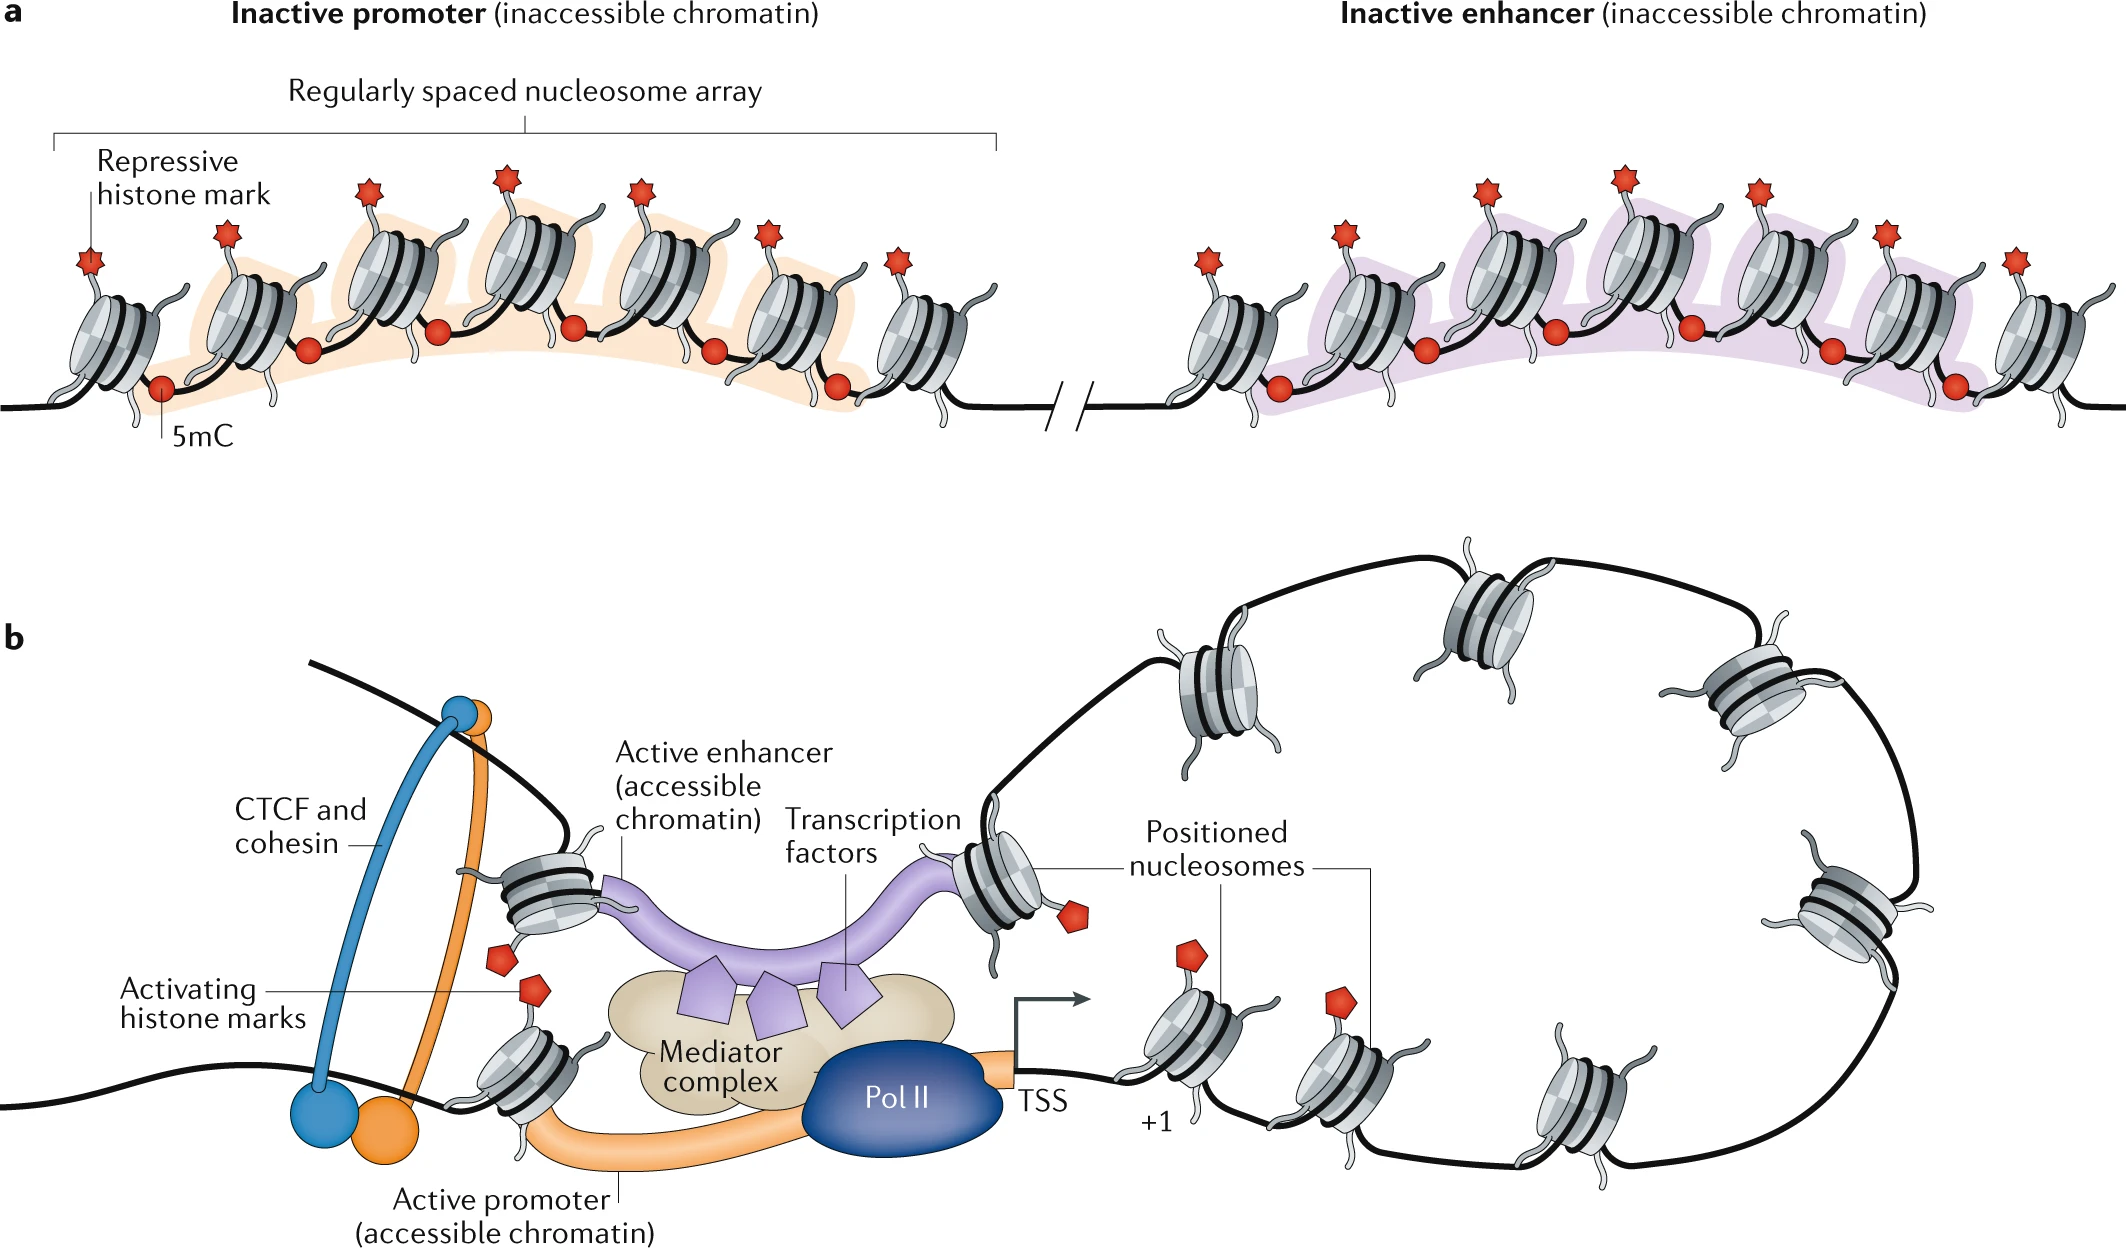 a
Inactive promoter (inaccessible chromatin)
Inactive enhancer (inaccessible chromatin)
Regularly spaced nucleosome array
Repressive
histone mark
5mC
b
Active enhancer
(accessible
chromatin)
Transcription
factors
CTCF and
cohesin
Positioned
nucleosomes
Activating
histone marks
Mediator
complex
Pol II
TSS
+1
Active promoter
(accessible chromatin)